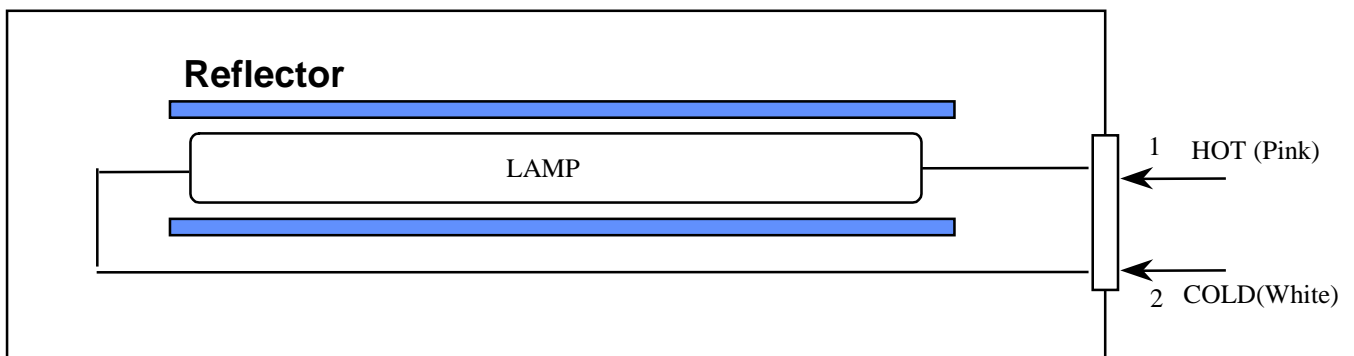 Reflector
LAMP
1
HOT (Pink)
2
COLD(White)